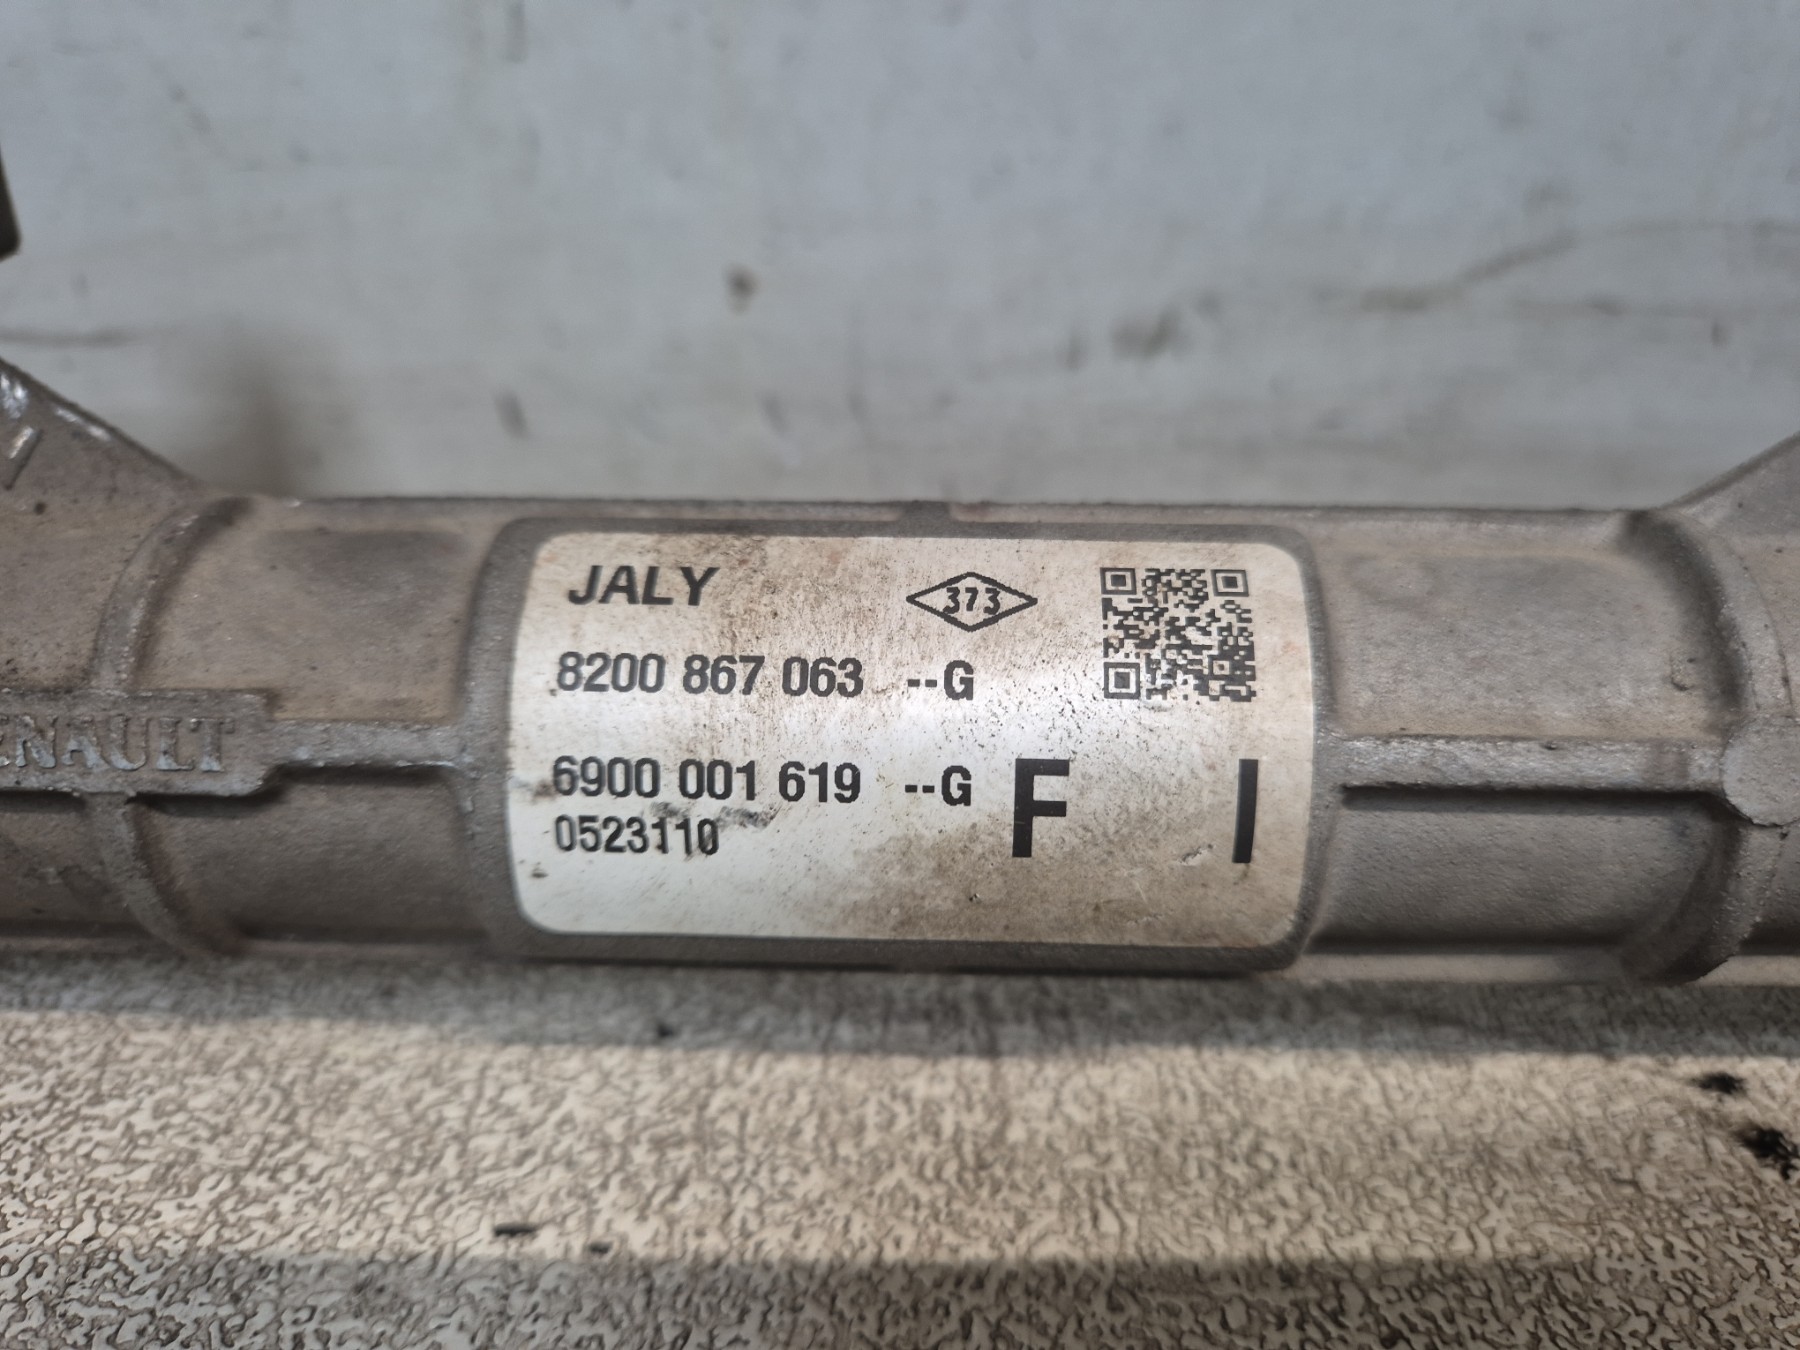 JALY 373
8200 867 063 --G
ENAULT
6900 001 619 --G F I
0523110